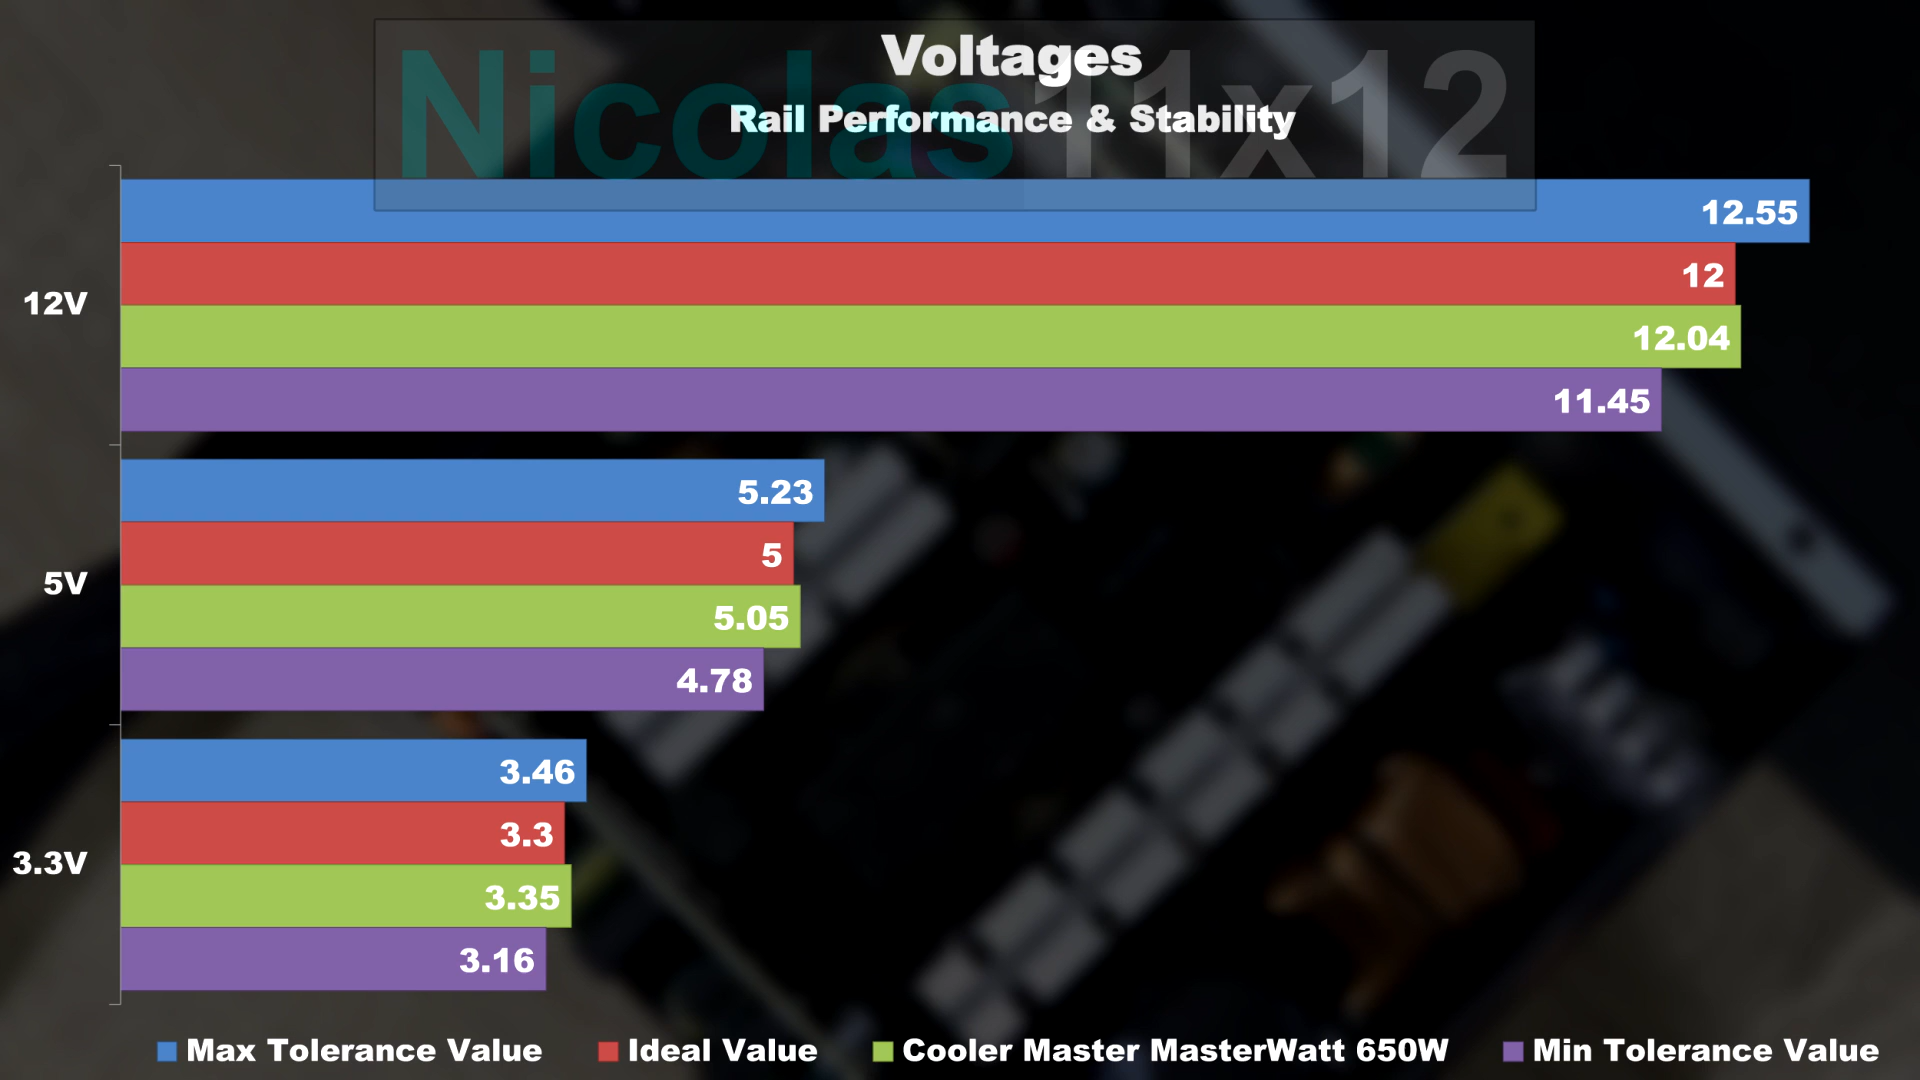 Nicolas11x12
Voltages
Rail Performance & Stability
12V
12.55
12
12.04
11.45
5V
5.23
5
5.05
4.78
3.3V
3.46
3.3
3.35
3.16
Max Tolerance Value
Ideal Value
Cooler Master MasterWatt 650W
Min Tolerance Value